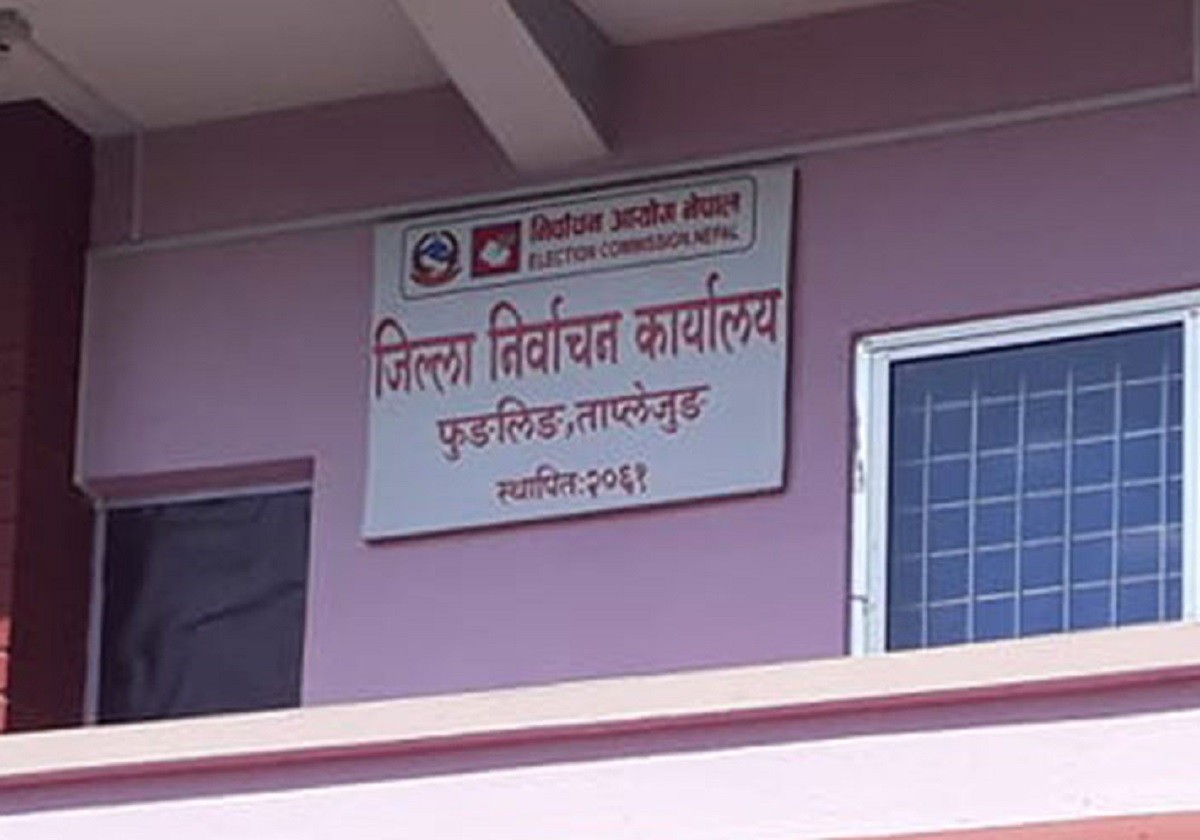 निर्वाचन आयोग नेपाल
ELECTION COMMISSION, NEPAL
जिल्ला निर्वाचन कार्यालय
फुङलिङ,ताप्लेजुङ
स्थापितः२०६१